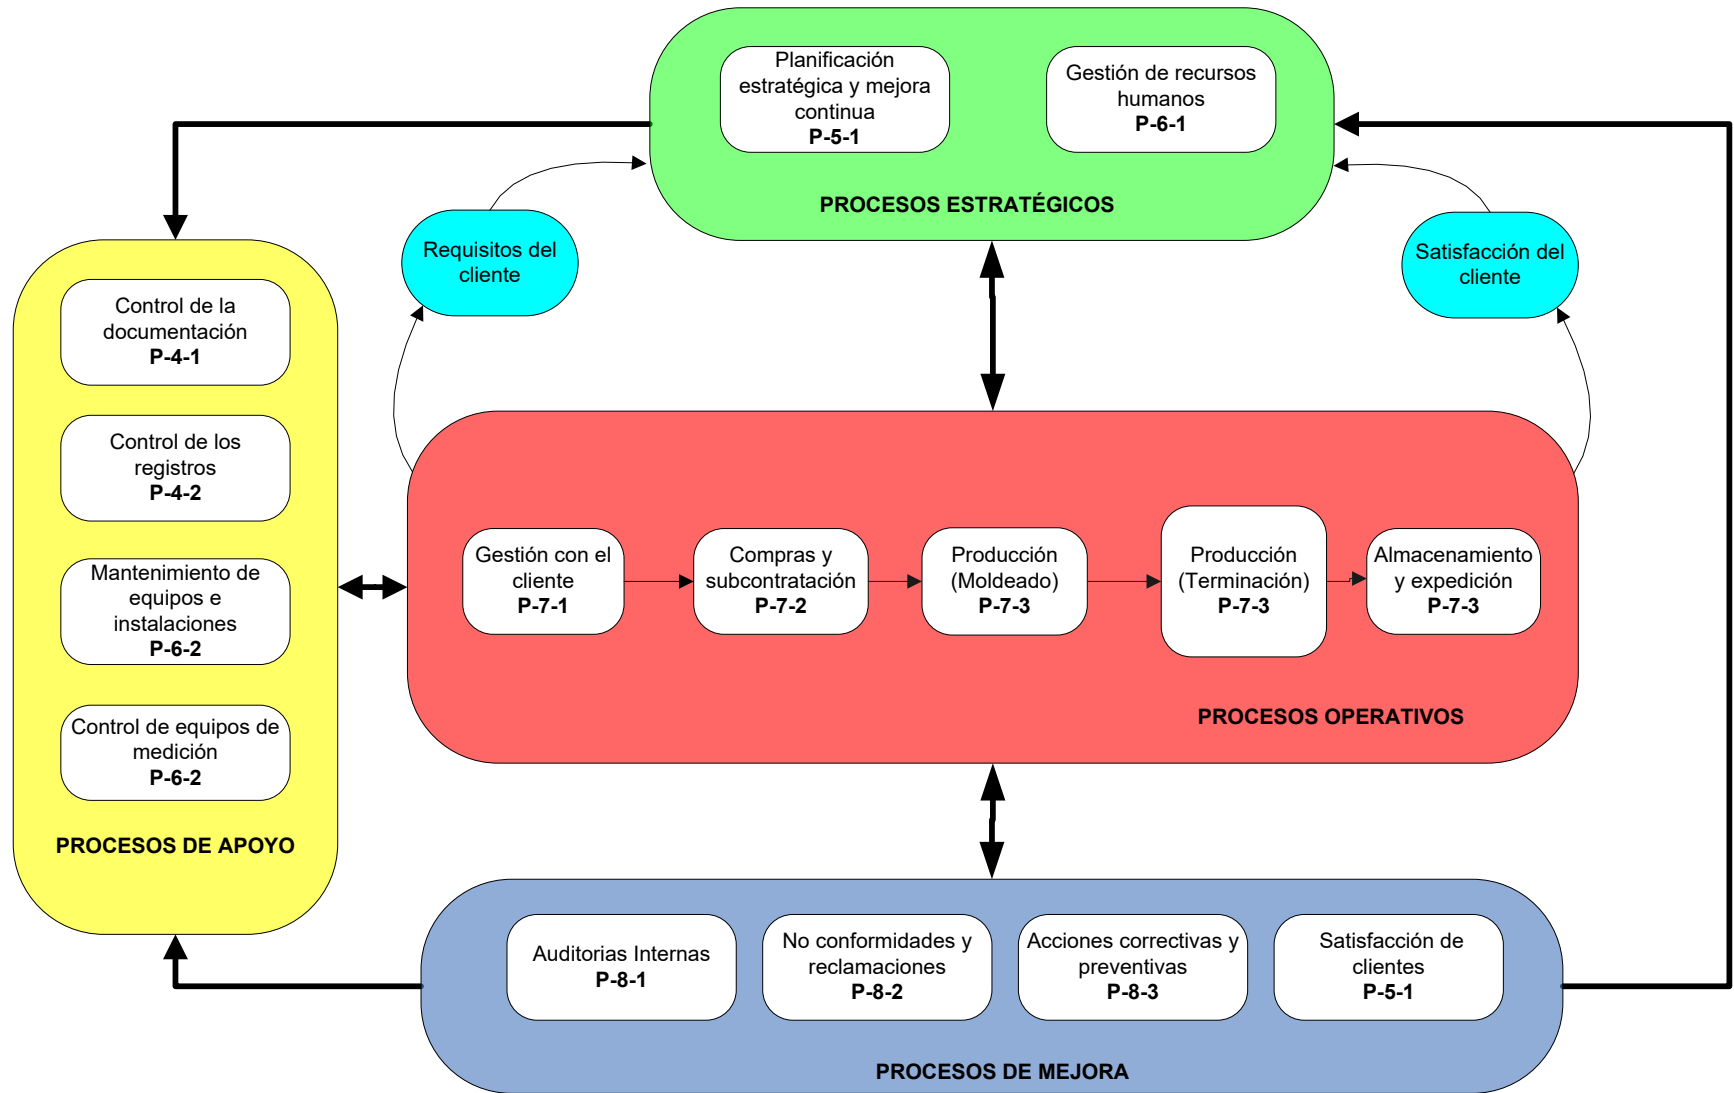 Planificación
estratégica y mejora
continua
P-5-1
Gestión de recursos
humanos
P-6-1
PROCESOS ESTRATÉGICOS
Requisitos del
cliente
Satisfacción del
cliente
Control de la
documentación
P-4-1
Control de los
registros
P-4-2
Mantenimiento de
equipos e
instalaciones
P-6-2
Control de equipos de
medición
P-6-2
PROCESOS DE APOYO
Gestión con el
cliente
P-7-1
Compras y
subcontratación
P-7-2
Producción
(Moldeado)
P-7-3
Producción
(Terminación)
P-7-3
Almacenamiento
y expedición
P-7-3
PROCESOS OPERATIVOS
Auditorias Internas
P-8-1
No conformidades y
reclamaciones
P-8-2
Acciones correctivas y
preventivas
P-8-3
Satisfacción de
clientes
P-5-1
PROCESOS DE MEJORA